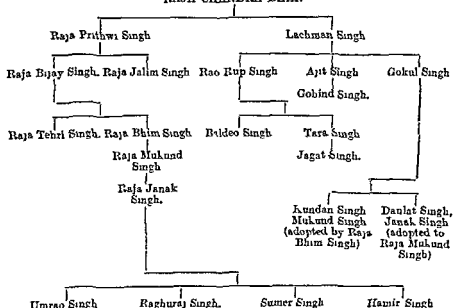 Raja Prithwi Singh Lachman Singh
Raja Bijay Singh. Raja Jalim Singh Rao Rup Singh Ajit Singh Gokul Singh
Gobind Singh.
Raja Tehri Singh. Raja Bhim Singh Baldeo Singh Tara Singh
Raja Mukund Singh
Jagat Singh.
Raja Janak Singh.
Kundan Singh Daulat Singh,
Mukund Singh Janak Singh
(adopted by Raja (adopted to
Bhim Singh) Raja Mukund
Singh)
Umrao Singh Raghuraj Singh. Sumer Singh Hamir Singh